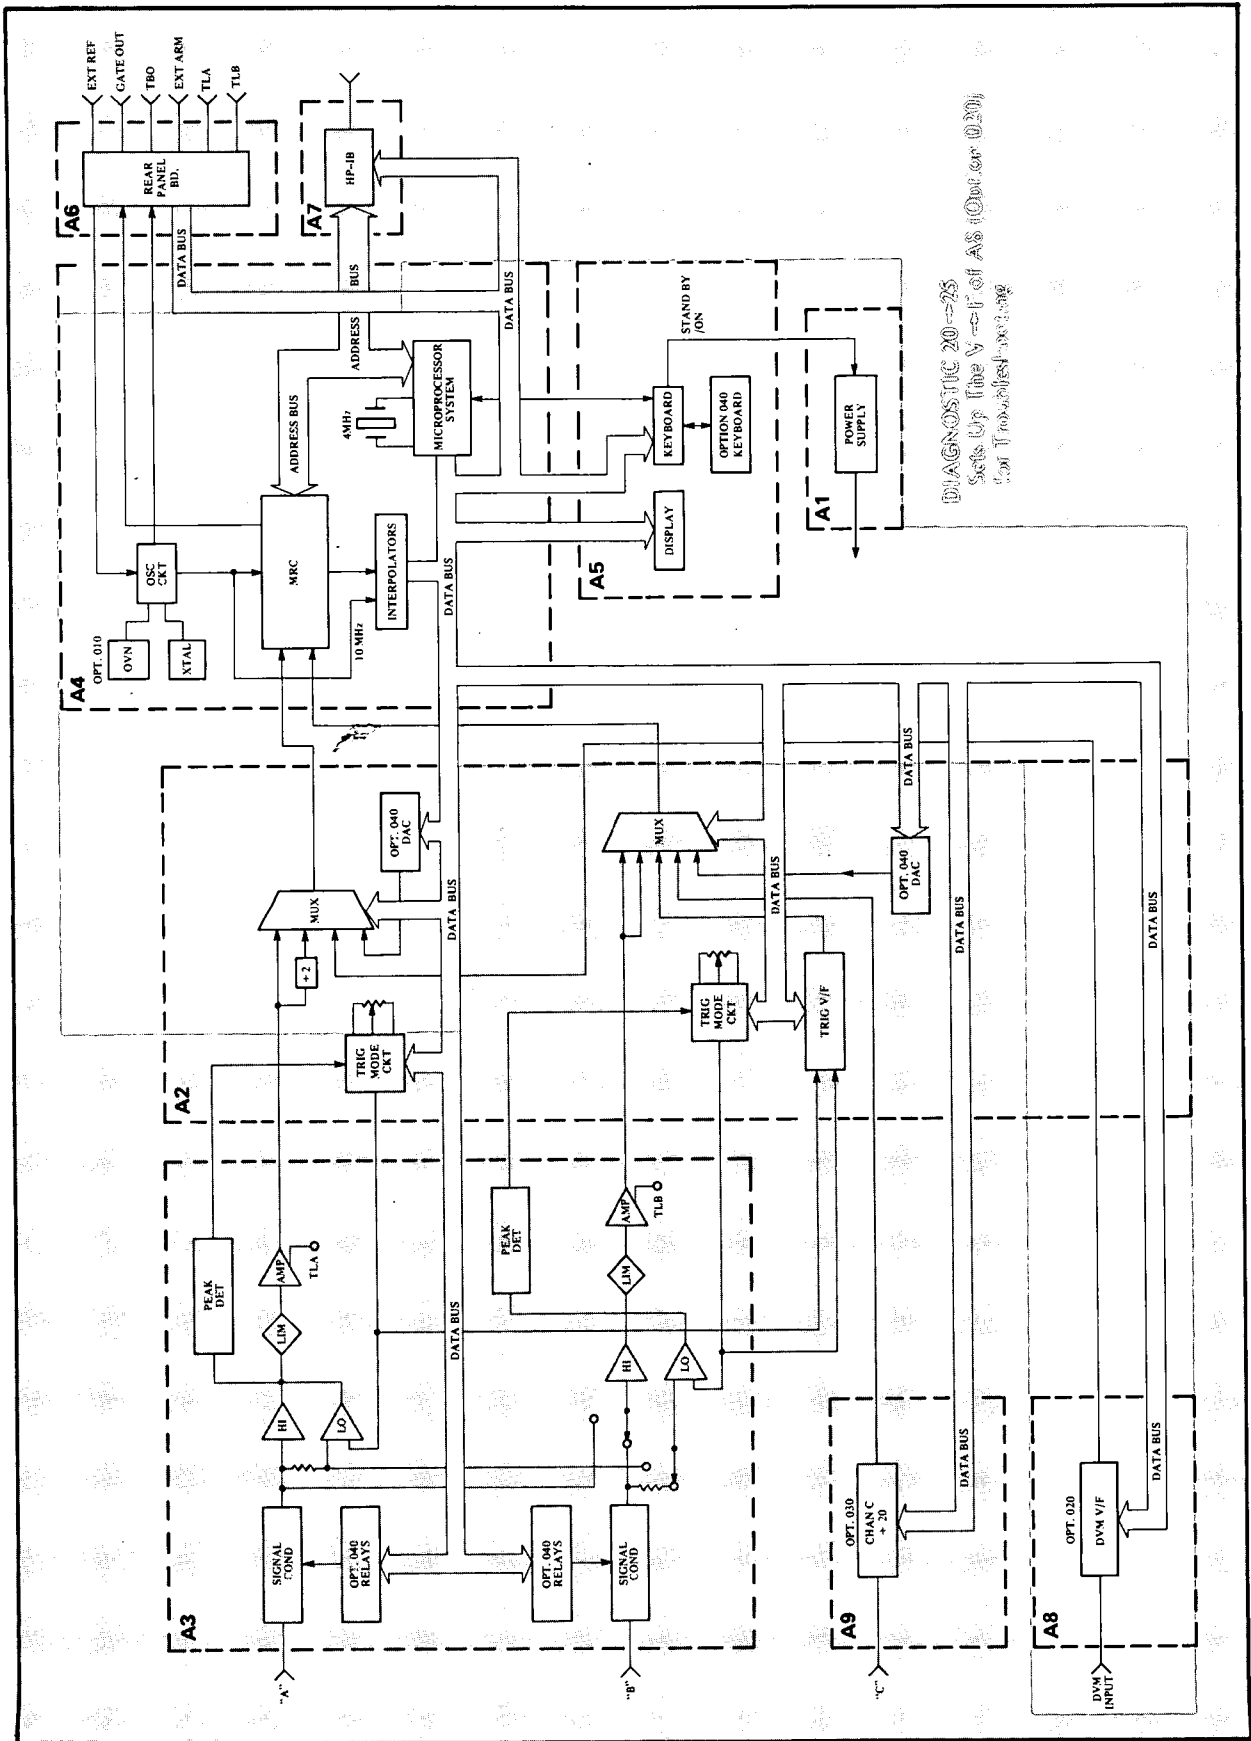 A6
REAR
PANEL
BD.
EXT REF
GATE OUT
TBO
EXT ARM
TLA
TLB
A7
HP-IB
DATA BUS
ADDRESS BUS
DATA BUS
A4
OPT. 010
OVN
XTAL
OSC
CKT
MRC
ADDRESS BUS
4MHz
MICROPROCESSOR
SYSTEM
INTERPOLATORS
10 MHz
DATA BUS
A5
DISPLAY
KEYBOARD
OPTION 040
KEYBOARD
STAND BY
/ON
A1
POWER
SUPPLY
DIAGNOSTIC 20→25
Sets Up The V→F of A8 (Option 020)
for Troubleshooting
A2
MUX
÷2
OPT. 040
DAC
TRIG
MODE
CKT
DATA BUS
MUX
TRIG
MODE
CKT
TRIG V/F
DATA BUS
OPT. 040
DAC
DATA BUS
DATA BUS
DATA BUS
A3
"A"
SIGNAL
COND
OPT. 040
RELAYS
HI
LO
PEAK
DET
LIM
AMP
TLA
DATA BUS
"B"
OPT. 040
RELAYS
SIGNAL
COND
HI
LO
PEAK
DET
LIM
AMP
TLB
A9
"C"
OPT. 030
CHAN C
÷ 20
DATA BUS
A8
DVM
INPUT
OPT. 020
DVM V/F
DATA BUS